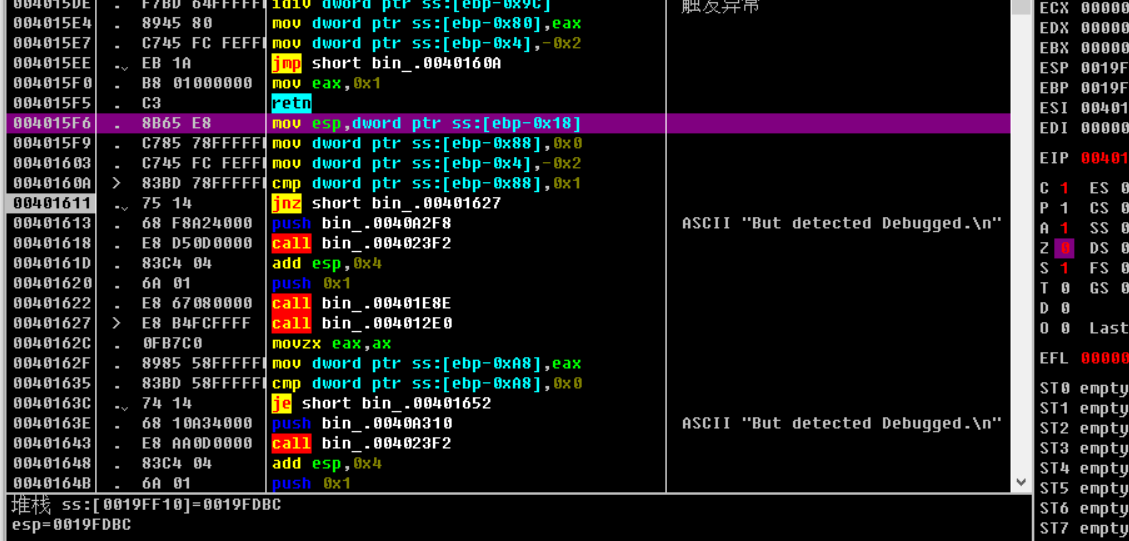 004015DE . F7BD 64FFFFFF idiv dword ptr ss:[ebp-0x9C] 触发异常
004015E4 . 8945 80 mov dword ptr ss:[ebp-0x80],eax
004015E7 . C745 FC FEFF mov dword ptr ss:[ebp-0x4],-0x2
004015EE . EB 1A jmp short bin_.0040160A
004015F0 . B8 01000000 mov eax,0x1
004015F5 . C3 retn
004015F6 . 8B65 E8 mov esp,dword ptr ss:[ebp-0x18]
004015F9 . C785 78FFFFFF mov dword ptr ss:[ebp-0x88],0x0
00401603 . C745 FC FEFF mov dword ptr ss:[ebp-0x4],-0x2
0040160A > 83BD 78FFFFFF cmp dword ptr ss:[ebp-0x88],0x1
00401611 . 75 14 jnz short bin_.00401627
00401613 . 68 F8A24000 push bin_.0040A2F8 ASCII "But detected Debugged.\n"
00401618 . E8 D50D0000 call bin_.004023F2
0040161D . 83C4 04 add esp,0x4
00401620 . 6A 01 push 0x1
00401622 . E8 67080000 call bin_.00401E8E
00401627 > E8 B4FCFFFF call bin_.004012E0
0040162C . 0FB7C0 movzx eax,ax
0040162F . 8985 58FFFFFF mov dword ptr ss:[ebp-0xA8],eax
00401635 . 83BD 58FFFFFF cmp dword ptr ss:[ebp-0xA8],0x0
0040163C . 74 14 je short bin_.00401652
0040163E . 68 10A34000 push bin_.0040A310 ASCII "But detected Debugged.\n"
00401643 . E8 AA0D0000 call bin_.004023F2
00401648 . 83C4 04 add esp,0x4
0040164B . 6A 01 push 0x1
堆栈 ss:[0019FF10]=0019FDBC
esp=0019FDBC
ECX 00000
EDX 00000
EBX 00000
ESP 0019F
EBP 0019F
ESI 00401
EDI 00000
EIP 00401
C 1 ES 0
P 1 CS 0
A 1 SS 0
Z 0 DS 0
S 1 FS 0
T 0 GS 0
D 0
O 0 Last
EFL 00000
ST0 empty
ST1 empty
ST2 empty
ST3 empty
ST4 empty
ST5 empty
ST6 empty
ST7 empty